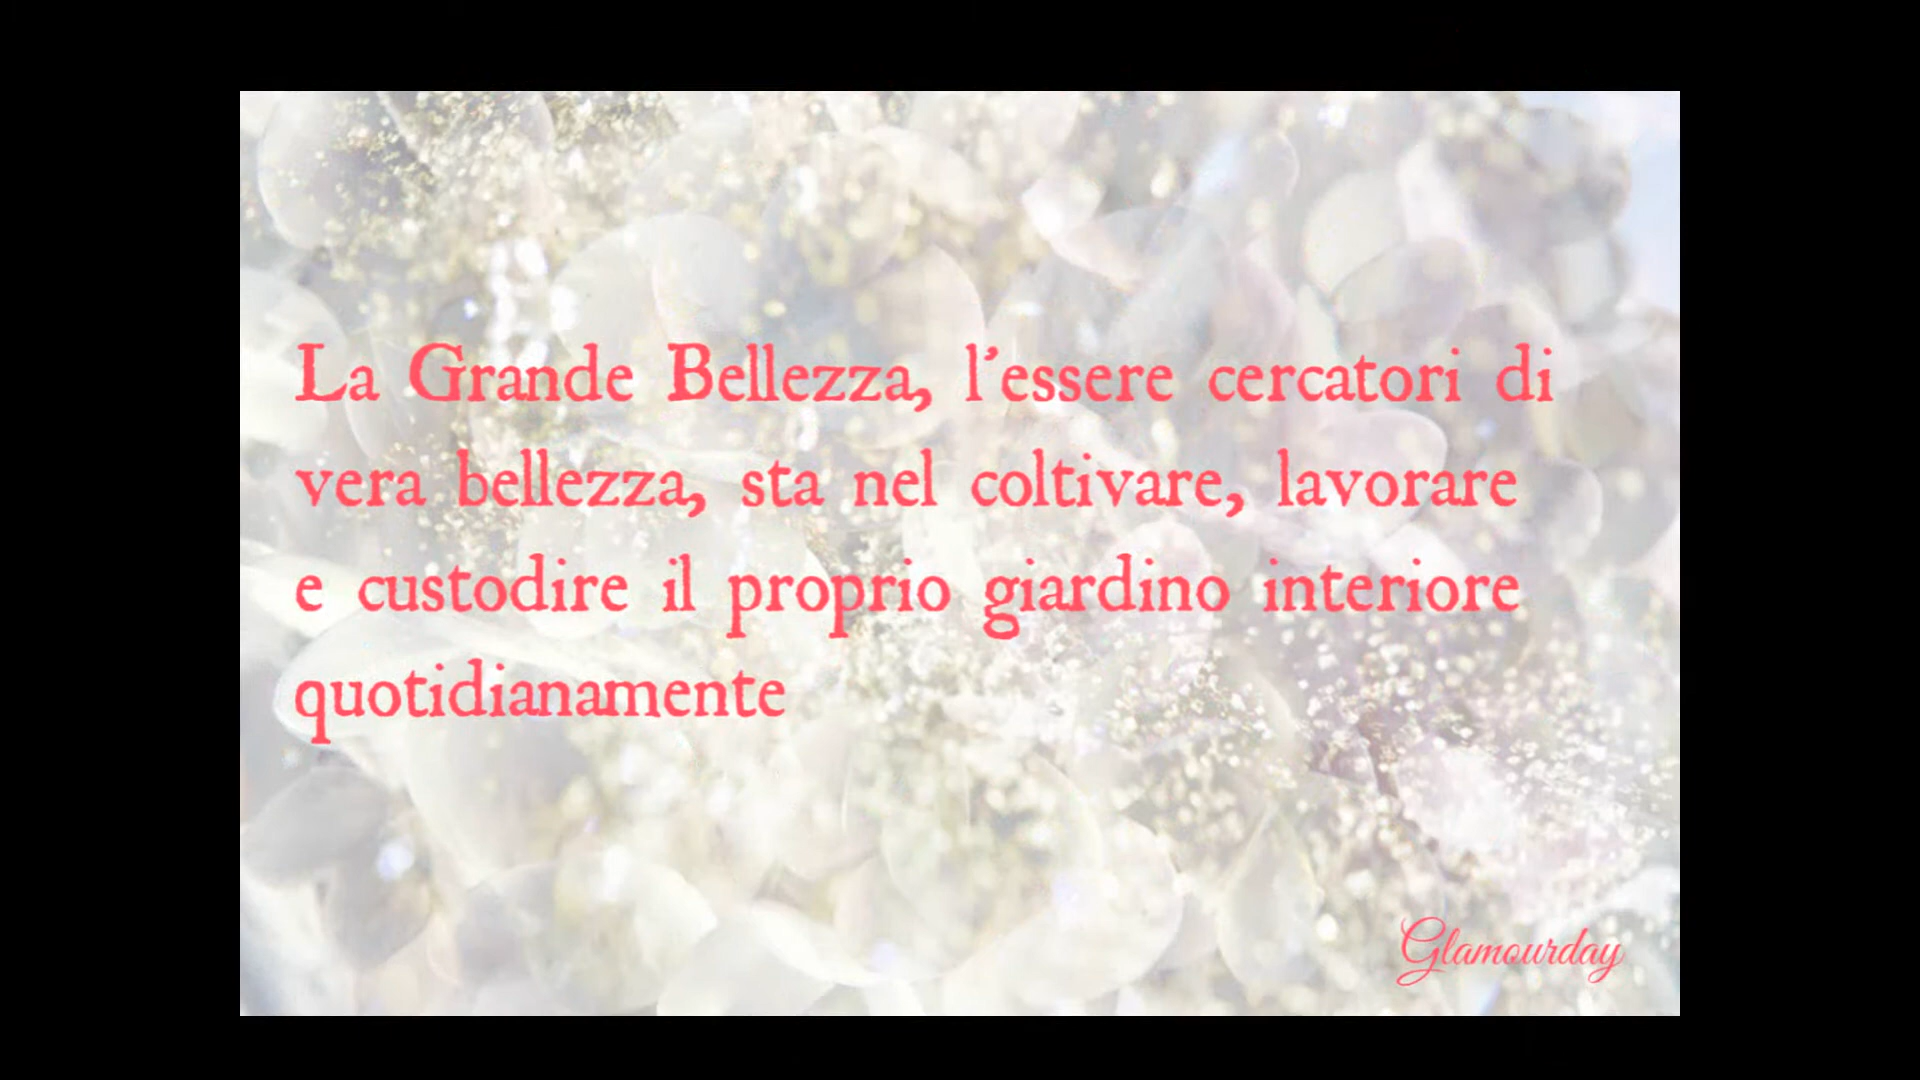 La Grande Bellezza, l'essere cercatori di
vera bellezza, sta nel coltivare, lavorare
e custodire il proprio giardino interiore
quotidianamente
Glamourday